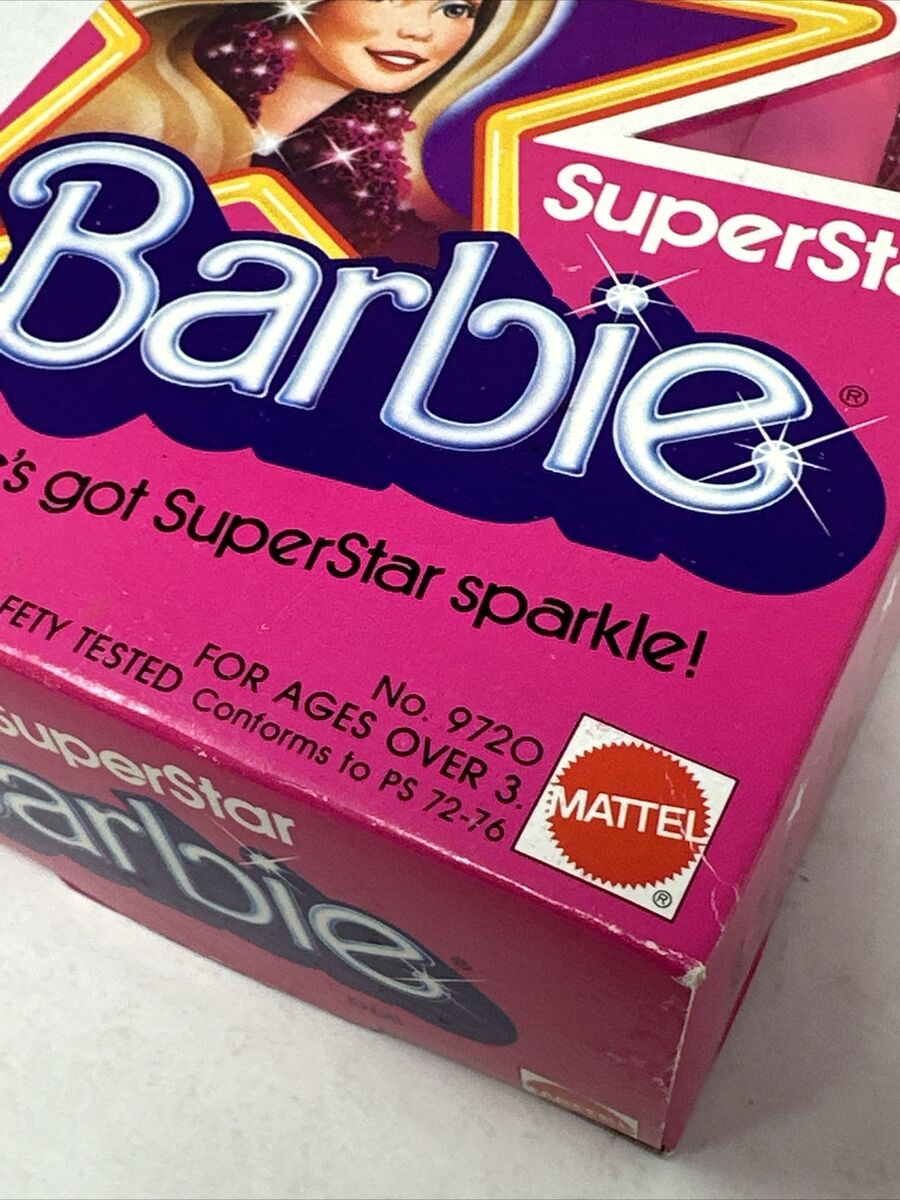 SuperSta
Barbie®
's got SuperStar sparkle!
No. 9720
FOR AGES OVER 3.
FETY TESTED Conforms to PS 72-76
MATTEL
®
SuperStar
arbie®